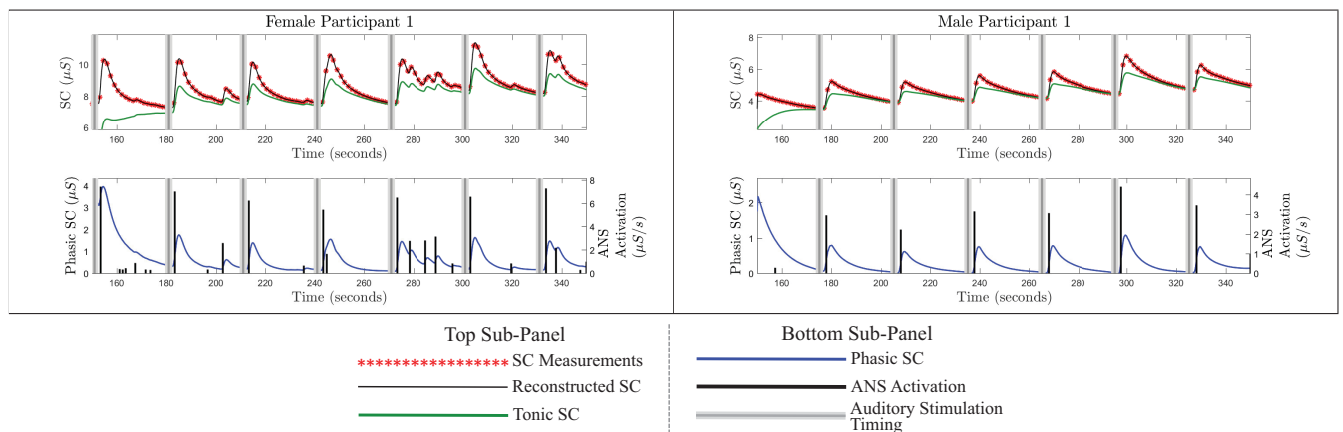 Female Participant 1
SC (μS)
10
8
6
160 180 200 220 240 260 280 300 320 340
Time (seconds)
Phasic SC (μS)
4
3
2
1
0
8
6
4
2
0
ANS
Activation
(μS/s)
160 180 200 220 240 260 280 300 320 340
Time (seconds)
Male Participant 1
SC (μS)
8
6
4
160 180 200 220 240 260 280 300 320 340
Time (seconds)
Phasic SC (μS)
2
1
0
4
3
2
1
0
ANS
Activation
(μS/s)
160 180 200 220 240 260 280 300 320 340
Time (seconds)
Top Sub-Panel
SC Measurements
Reconstructed SC
Tonic SC
Bottom Sub-Panel
Phasic SC
ANS Activation
Auditory Stimulation
Timing